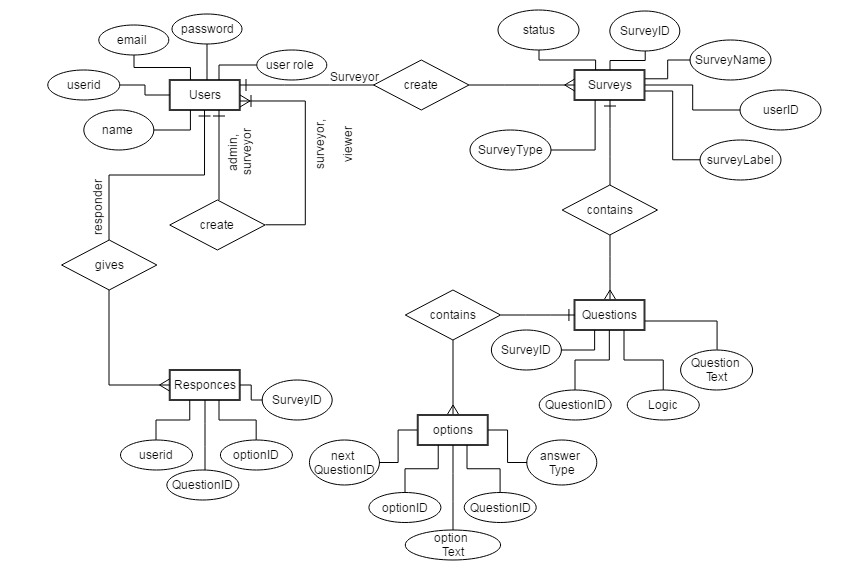 status
SurveyID
password
email
SurveyName
user role
Surveyor
userid
Users
create
Surveys
userID
name
admin,
surveyor
surveyor,
viewer
SurveyType
surveyLabel
responder
create
contains
gives
contains
Questions
SurveyID
Question
Text
Responces
SurveyID
QuestionID
Logic
options
userid
optionID
next
QuestionID
answer
Type
QuestionID
optionID
QuestionID
option
Text